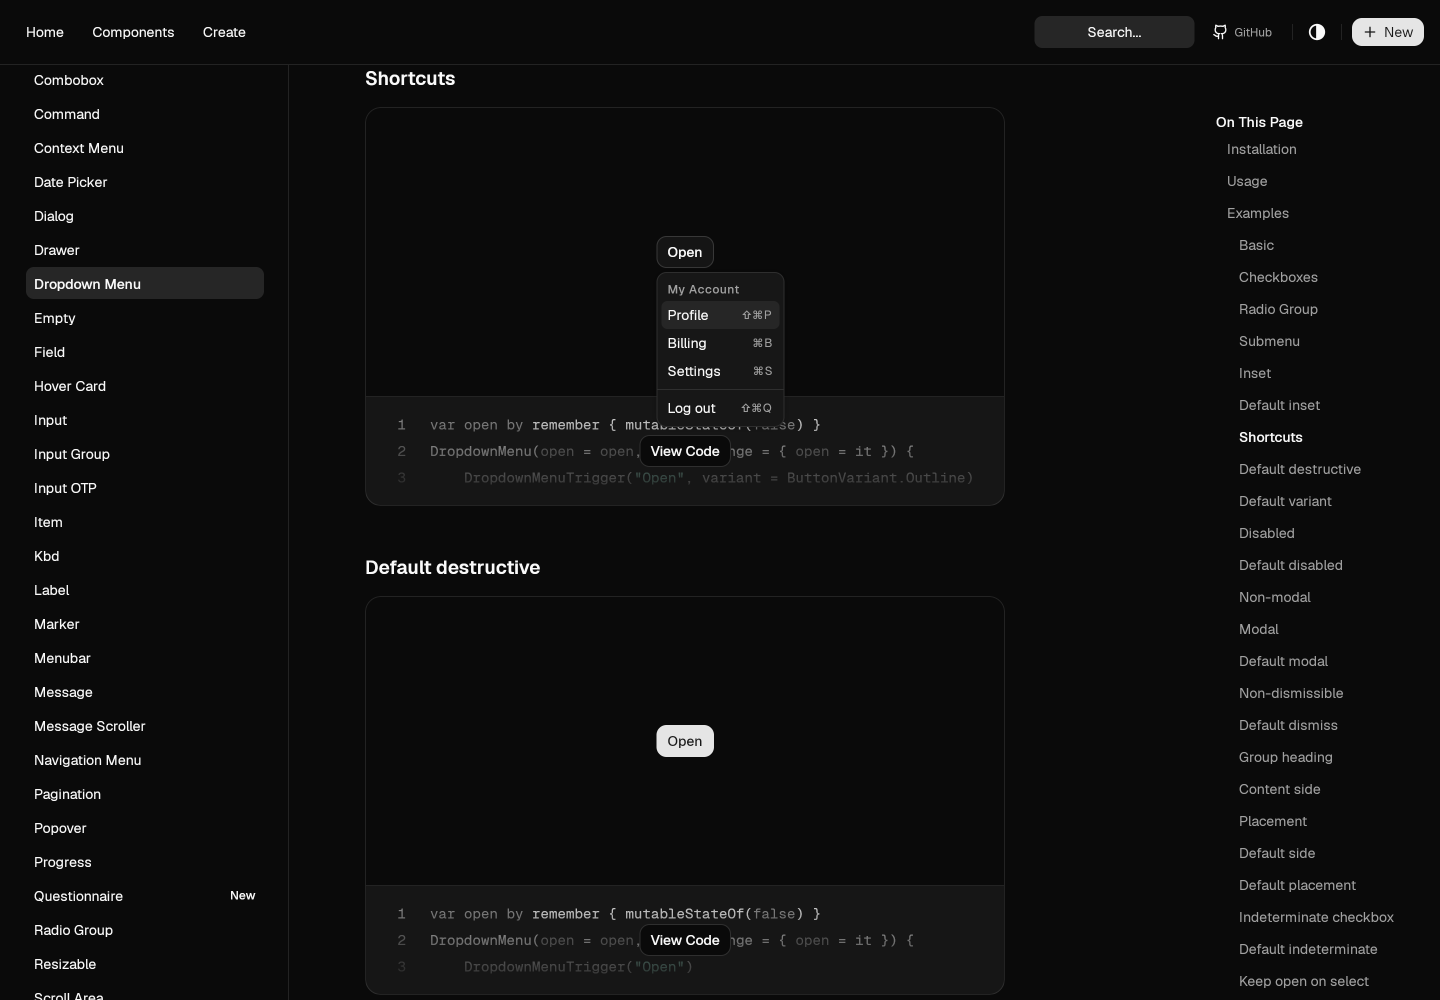 Home
Components
Create
Search...
GitHub
New
Combobox
Command
Context Menu
Date Picker
Dialog
Drawer
Dropdown Menu
Empty
Field
Hover Card
Input
Input Group
Input OTP
Item
Kbd
Label
Marker
Menubar
Message
Message Scroller
Navigation Menu
Pagination
Popover
Progress
Questionnaire New
Radio Group
Resizable
Scroll Area
Shortcuts
Open
My Account
Profile ⇧⌘P
Billing ⌘B
Settings ⌘S
Log out ⇧⌘Q
1 var open by remember { mutableStateOf(false) }
2 DropdownMenu(open = open, nge = { open = it }) {
View Code
3 DropdownMenuTrigger("Open", variant = ButtonVariant.Outline)
Default destructive
Open
1 var open by remember { mutableStateOf(false) }
2 DropdownMenu(open = open, nge = { open = it }) {
View Code
3 DropdownMenuTrigger("Open")
On This Page
Installation
Usage
Examples
Basic
Checkboxes
Radio Group
Submenu
Inset
Default inset
Shortcuts
Default destructive
Default variant
Disabled
Default disabled
Non-modal
Modal
Default modal
Non-dismissible
Default dismiss
Group heading
Content side
Placement
Default side
Default placement
Indeterminate checkbox
Default indeterminate
Keep open on select